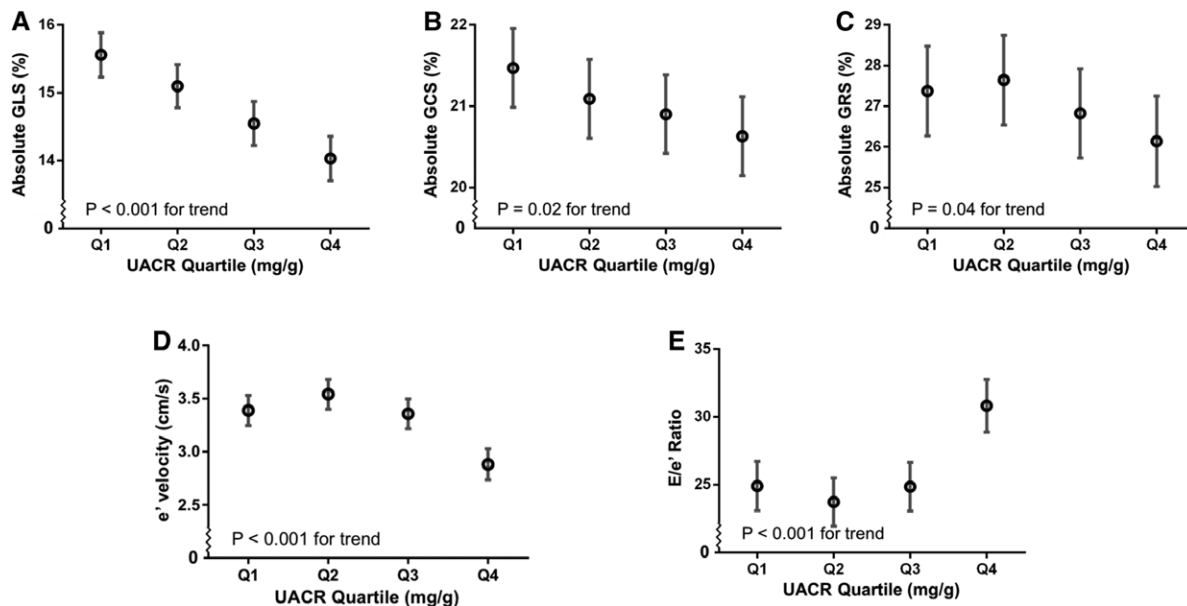 A
Absolute GLS (%)
16
15
14
0
P < 0.001 for trend
Q1 Q2 Q3 Q4
UACR Quartile (mg/g)
B
Absolute GCS (%)
22
21
20
0
P = 0.02 for trend
Q1 Q2 Q3 Q4
UACR Quartile (mg/g)
C
Absolute GRS (%)
29
28
27
26
25
0
P = 0.04 for trend
Q1 Q2 Q3 Q4
UACR Quartile (mg/g)
D
e' velocity (cm/s)
4.0
3.5
3.0
2.5
0
P < 0.001 for trend
Q1 Q2 Q3 Q4
UACR Quartile (mg/g)
E
E/e' Ratio
35
30
25
0
P < 0.001 for trend
Q1 Q2 Q3 Q4
UACR Quartile (mg/g)